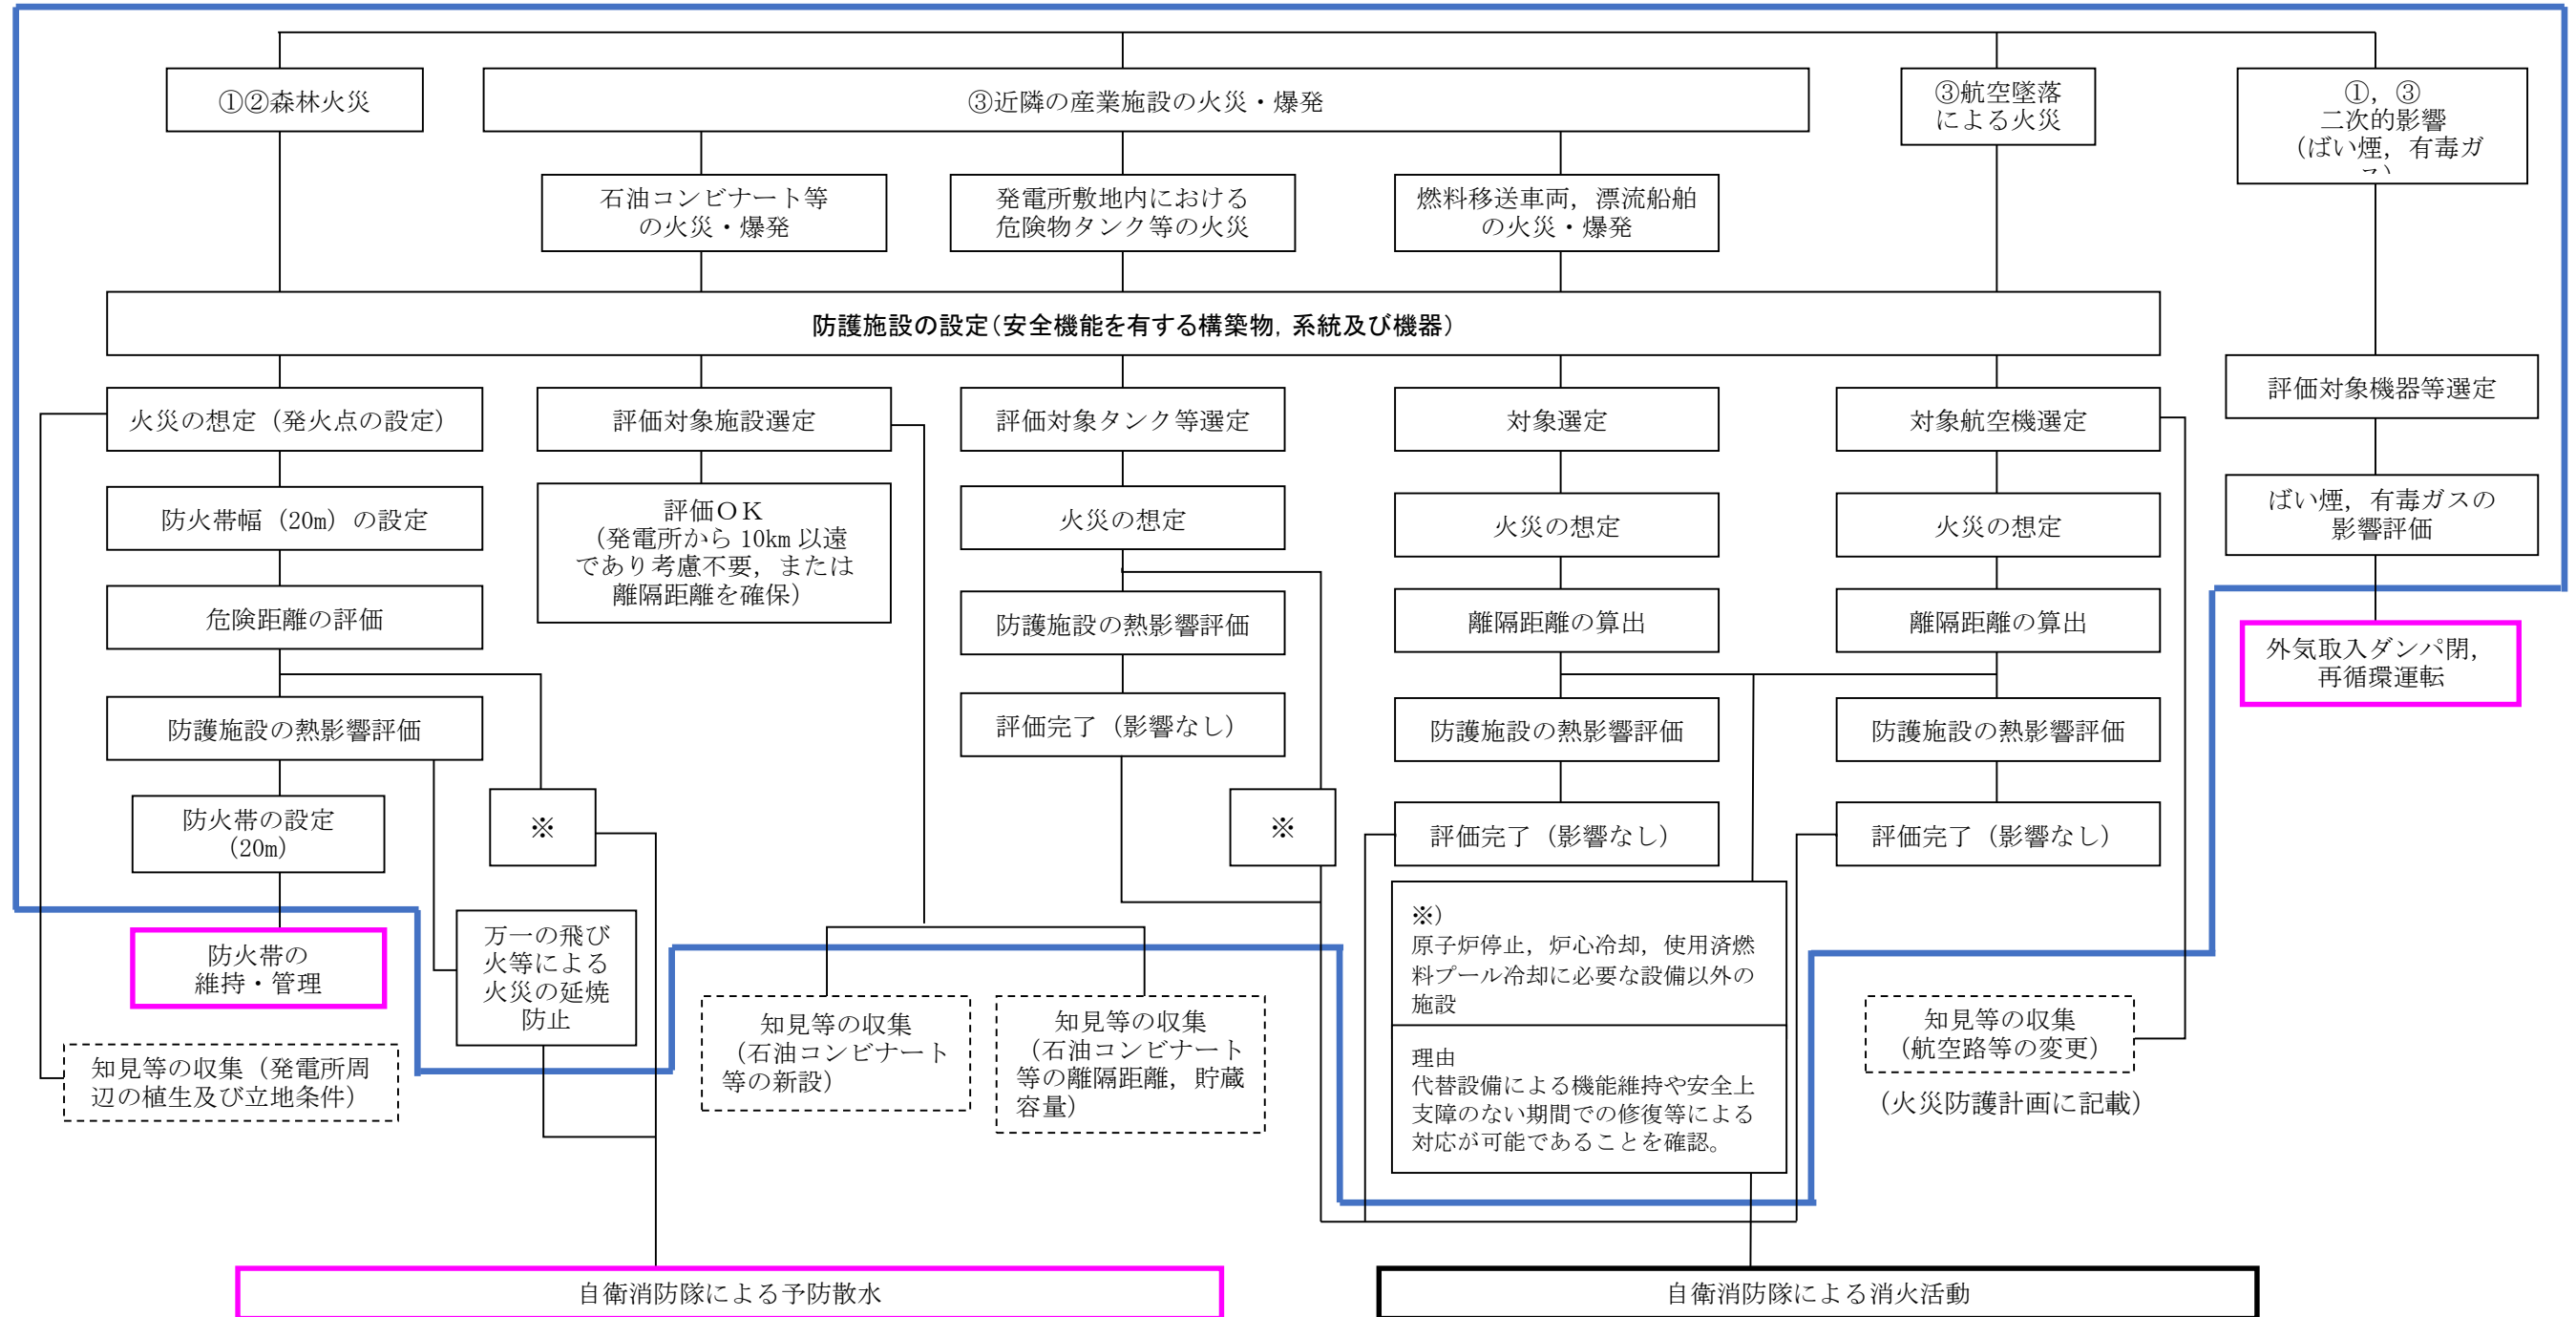 ①②森林火災
③近隣の産業施設の火災・爆発
③航空墜落
による火災
①，③
二次的影響
（ばい煙，有毒ガ
石油コンビナート等
の火災・爆発
発電所敷地内における
危険物タンク等の火災
燃料移送車両，漂流船舶
の火災・爆発
防護施設の設定（安全機能を有する構築物，系統及び機器）
火災の想定（発火点の設定）
評価対象施設選定
評価対象タンク等選定
対象選定
対象航空機選定
評価対象機器等選定
防火帯幅（20m）の設定
評価ＯＫ
（発電所から 10km 以遠
であり考慮不要，または
離隔距離を確保）
火災の想定
火災の想定
火災の想定
ばい煙，有毒ガスの
影響評価
危険距離の評価
防護施設の熱影響評価
離隔距離の算出
離隔距離の算出
外気取入ダンパ閉，
再循環運転
防護施設の熱影響評価
評価完了（影響なし）
防護施設の熱影響評価
防護施設の熱影響評価
防火帯の設定
（20m）
※
※
評価完了（影響なし）
評価完了（影響なし）
防火帯の
維持・管理
万一の飛び
火等による
火災の延焼
防止
※）
原子炉停止，炉心冷却，使用済燃
料プール冷却に必要な設備以外の
施設
理由
代替設備による機能維持や安全上
支障のない期間での修復等による
対応が可能であることを確認。
知見等の収集（発電所周
辺の植生及び立地条件）
知見等の収集
（石油コンビナート
等の新設）
知見等の収集
（石油コンビナート
等の離隔距離，貯蔵
容量）
知見等の収集
（航空路等の変更）
（火災防護計画に記載）
自衛消防隊による予防散水
自衛消防隊による消火活動